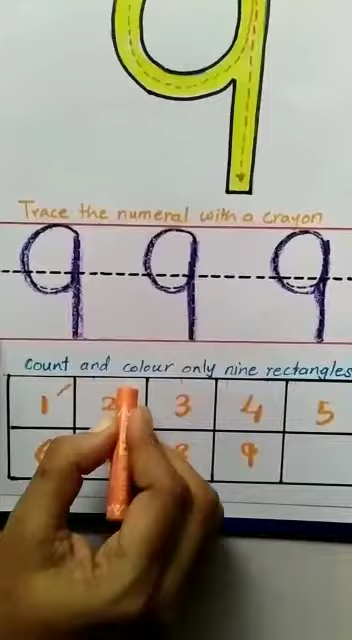 9
Trace the numeral with a crayon
9 9 9
Count and colour only nine rectangles
1 2 3 4 5
9